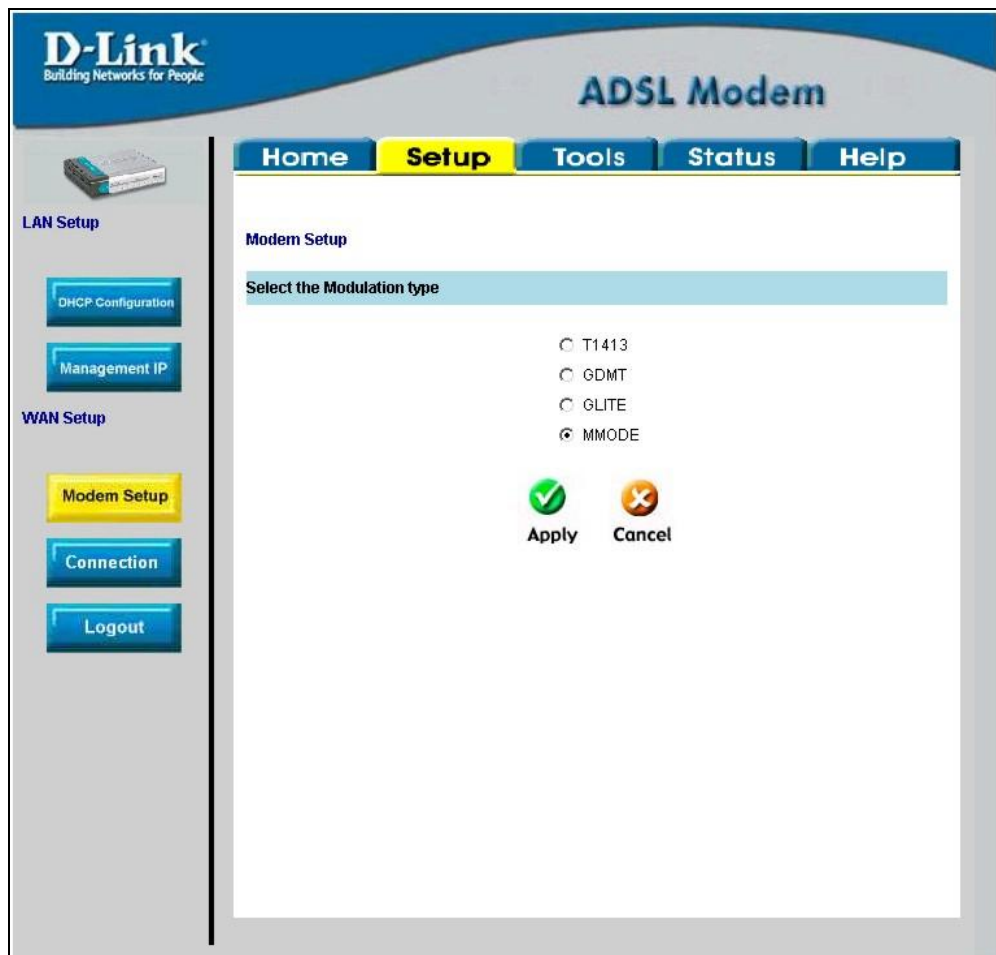 D-Link
Building Networks for People
ADSL Modem
Home Setup Tools Status Help
LAN Setup
DHCP Configuration
Management IP
WAN Setup
Modem Setup
Connection
Logout
Modem Setup
Select the Modulation type
T1413
GDMT
GLITE
MMODE
Apply Cancel